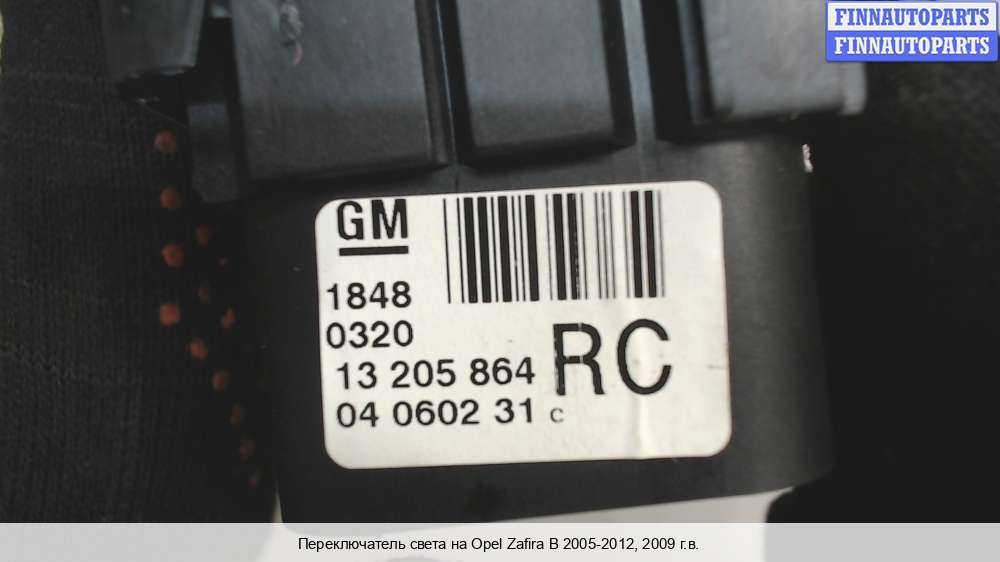 FINNAUTOPARTS
FINNAUTOPARTS
GM
1848
0320
13 205 864
RC
04 0602 31 c
Переключатель света на Opel Zafira B 2005-2012, 2009 г.в.